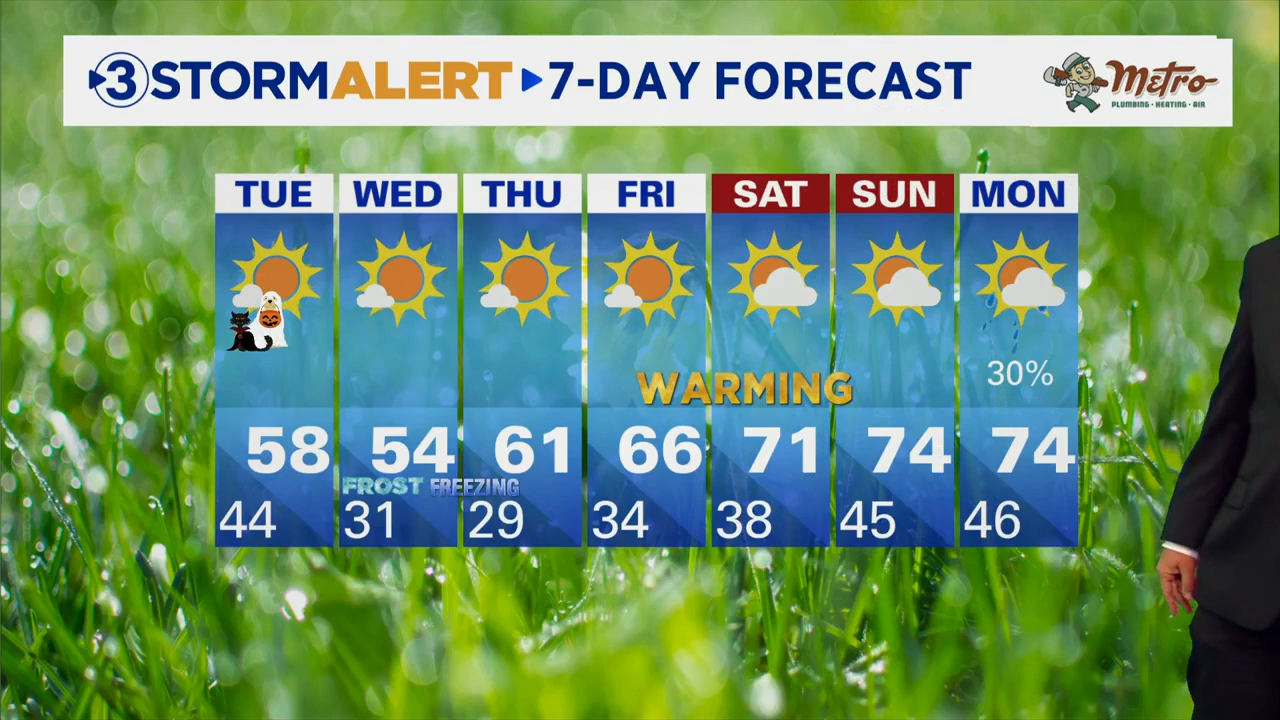 3 STORMALERT 7-DAY FORECAST
Metro
PLUMBING · HEATING · AIR
TUE WED THU FRI SAT SUN MON
30%
WARMING
58 54 61 66 71 74 74
FROST FREEZING
44 31 29 34 38 45 46